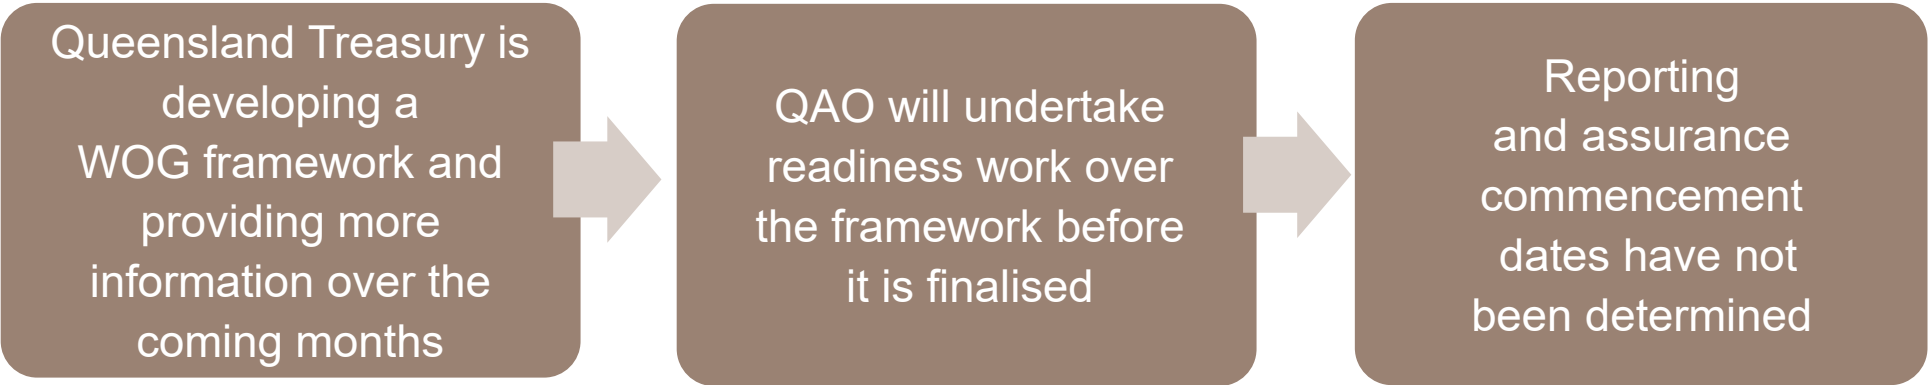 Queensland Treasury is
developing a
WOG framework and
providing more
information over the
coming months
QAO will undertake
readiness work over
the framework before
it is finalised
Reporting
and assurance
commencement
dates have not
been determined